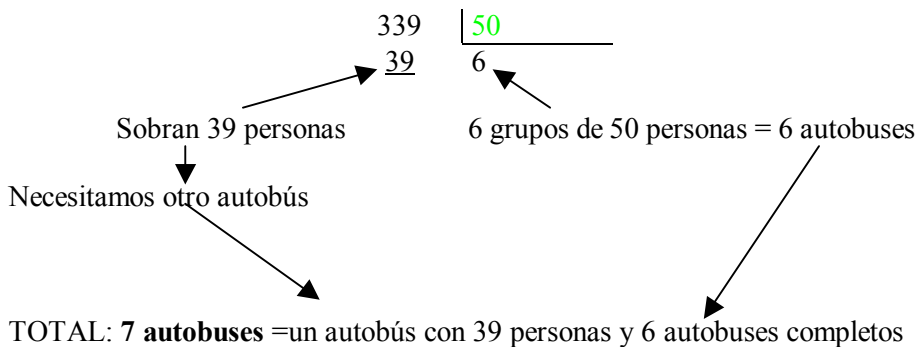 339 50
39 6
Sobran 39 personas 6 grupos de 50 personas = 6 autobuses
Necesitamos otro autobús
TOTAL: 7 autobuses =un autobús con 39 personas y 6 autobuses completos